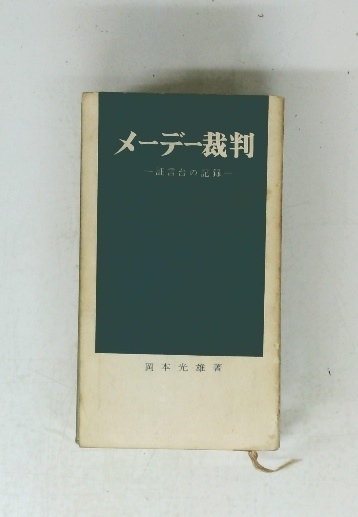 メーデー裁判
—証言台の記録—
岡本光雄著